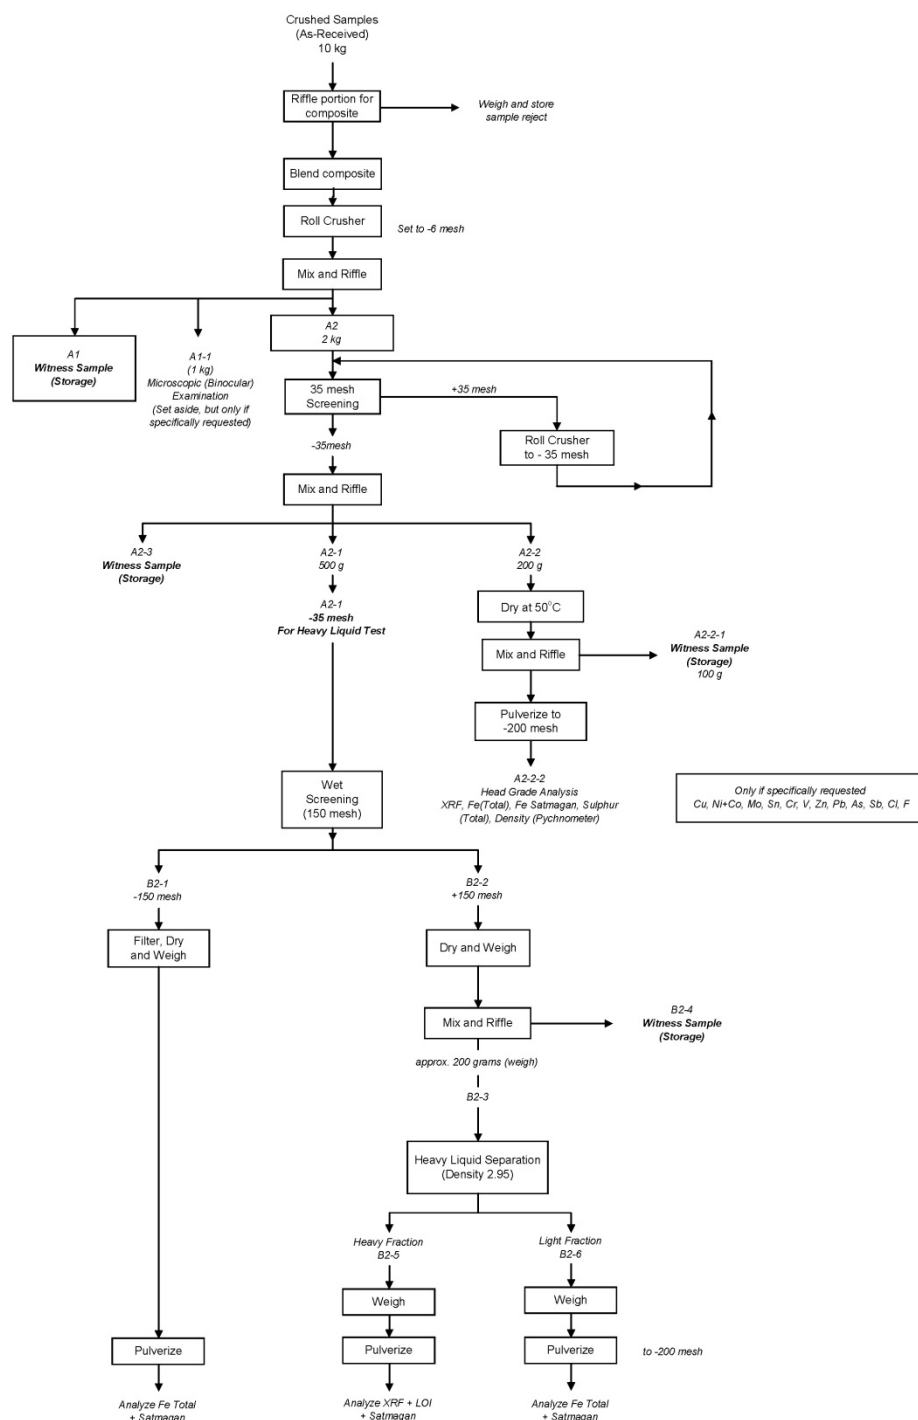 Crushed Samples
(As-Received)
10 kg
Riffle portion for
composite
Weigh and store
sample reject
Blend composite
Roll Crusher
Set to -6 mesh
Mix and Riffle
A1
Witness Sample
(Storage)
A1-1
(1 kg)
Microscopic (Binocular)
Examination
(Set aside, but only if
specifically requested)
A2
2 kg
35 mesh
Screening
+35 mesh
Roll Crusher
to - 35 mesh
-35mesh
Mix and Riffle
A2-3
Witness Sample
(Storage)
A2-1
500 g
A2-2
200 g
A2-1
-35 mesh
For Heavy Liquid Test
Dry at 50°C
Mix and Riffle
A2-2-1
Witness Sample
(Storage)
100 g
Pulverize to
-200 mesh
A2-2-2
Head Grade Analysis
XRF, Fe(Total), Fe Satmagan, Sulphur
(Total), Density (Pychnometer)
Only if specifically requested
Cu, Ni+Co, Mo, Sn, Cr, V, Zn, Pb, As, Sb, Cl, F
Wet
Screening
(150 mesh)
B2-1
-150 mesh
B2-2
+150 mesh
Filter, Dry
and Weigh
Dry and Weigh
Mix and Riffle
B2-4
Witness Sample
(Storage)
approx. 200 grams (weigh)
B2-3
Heavy Liquid Separation
(Density 2.95)
Heavy Fraction
B2-5
Light Fraction
B2-6
Weigh
Weigh
Pulverize
Pulverize
Pulverize
to -200 mesh
Analyze Fe Total
+ Satmagan
Analyze XRF + LOI
+ Satmagan
Analyze Fe Total
+ Satmagan